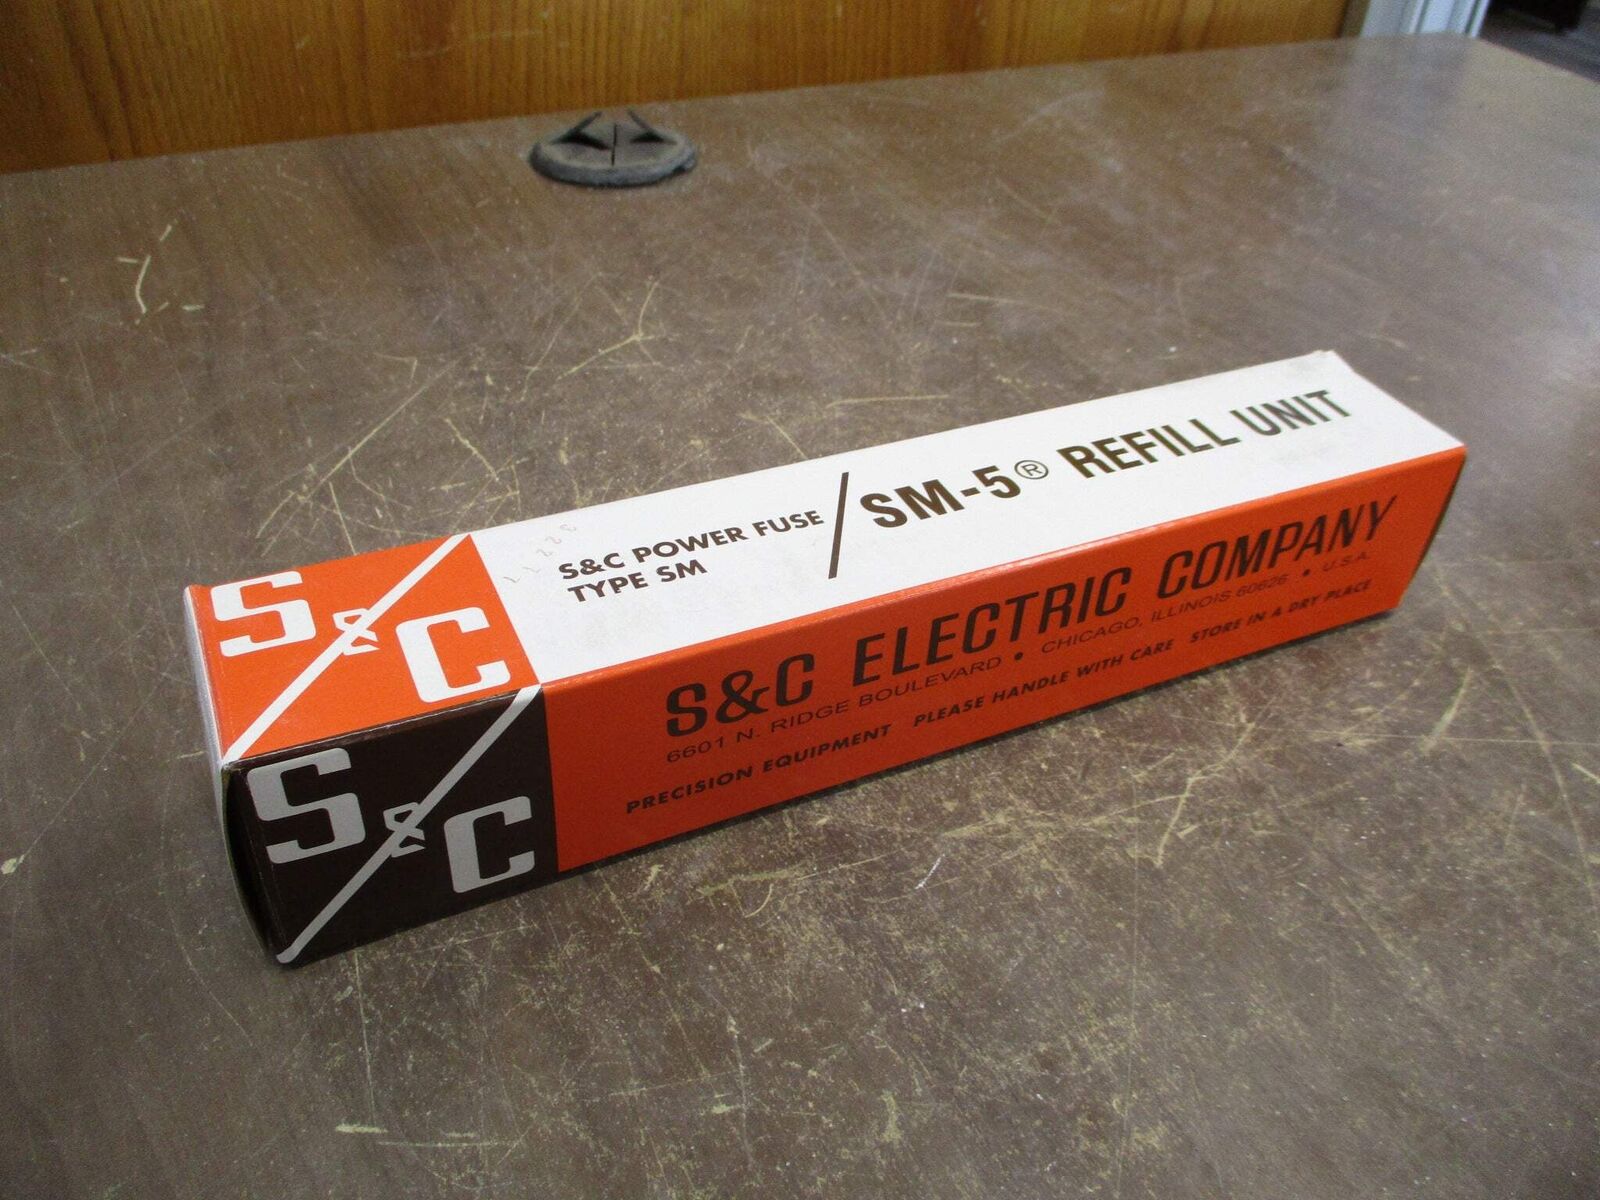 S&C
S&C POWER FUSE
TYPE SM
SM-5® REFILL UNIT
S&C
S&C ELECTRIC COMPANY
6601 N. RIDGE BOULEVARD • CHICAGO, ILLINOIS 60626 • U.S.A.
PRECISION EQUIPMENT PLEASE HANDLE WITH CARE STORE IN A DRY PLACE